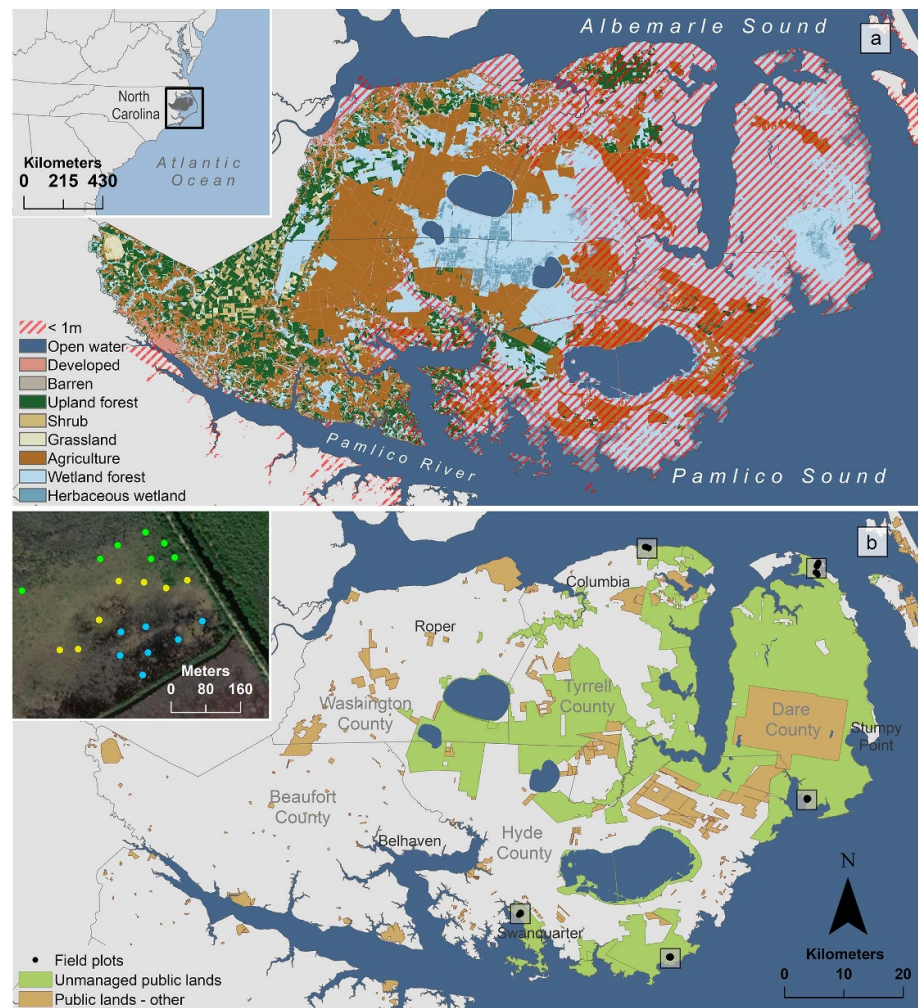 Albemarle Sound
a
North
Carolina
Kilometers
0 215 430
Atlantic
Ocean
< 1m
Open water
Developed
Barren
Upland forest
Shrub
Grassland
Agriculture
Wetland forest
Herbaceous wetland
Pamlico River
Pamlico Sound
b
Meters
0 80 160
Columbia
Roper
Washington
County
Tyrrell
County
Dare
County
Stumpy
Point
Beaufort
County
Belhaven
Hyde
County
Swanquarter
N
Kilometers
0 10 20
Field plots
Unmanaged public lands
Public lands - other